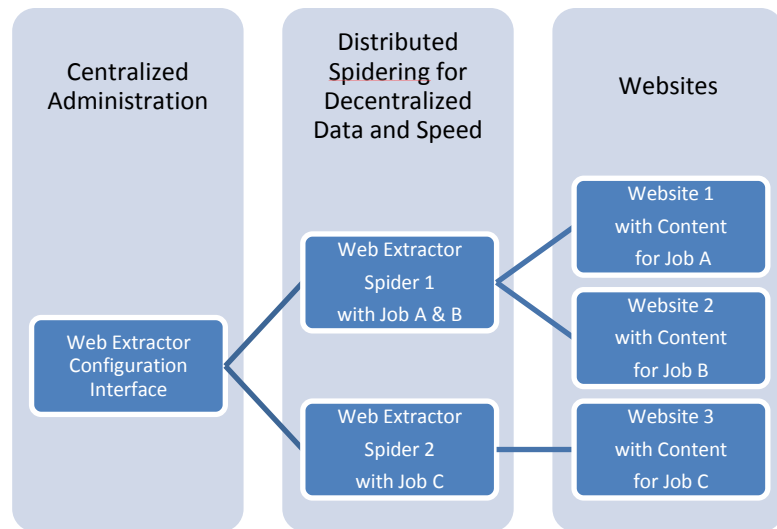 Centralized
Administration
Distributed
Spidering for
Decentralized
Data and Speed
Websites
Web Extractor
Configuration
Interface
Web Extractor
Spider 1
with Job A & B
Web Extractor
Spider 2
with Job C
Website 1
with Content
for Job A
Website 2
with Content
for Job B
Website 3
with Content
for Job C